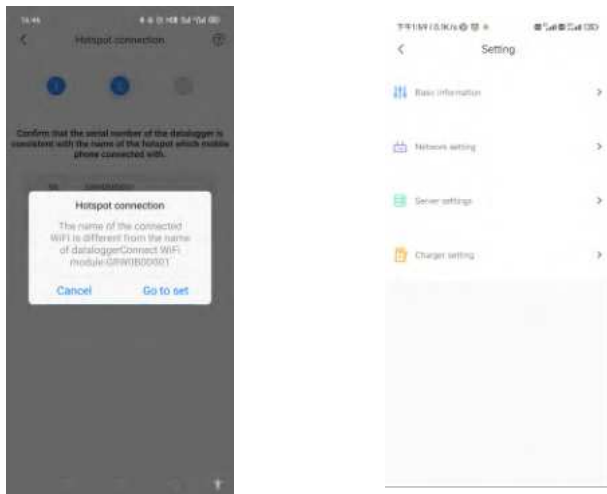 Hotspot connection
Confirm that the serial number of the datalogger is
consistent with the name of the hotspot which mobile
phone connected with.
Hotspot connection
The name of the connected
WiFi is different from the name
of dataloggerConnect WiFi
Cancel
Go to set
Setting
Basic information
Network setting
Server settings
Charger setting